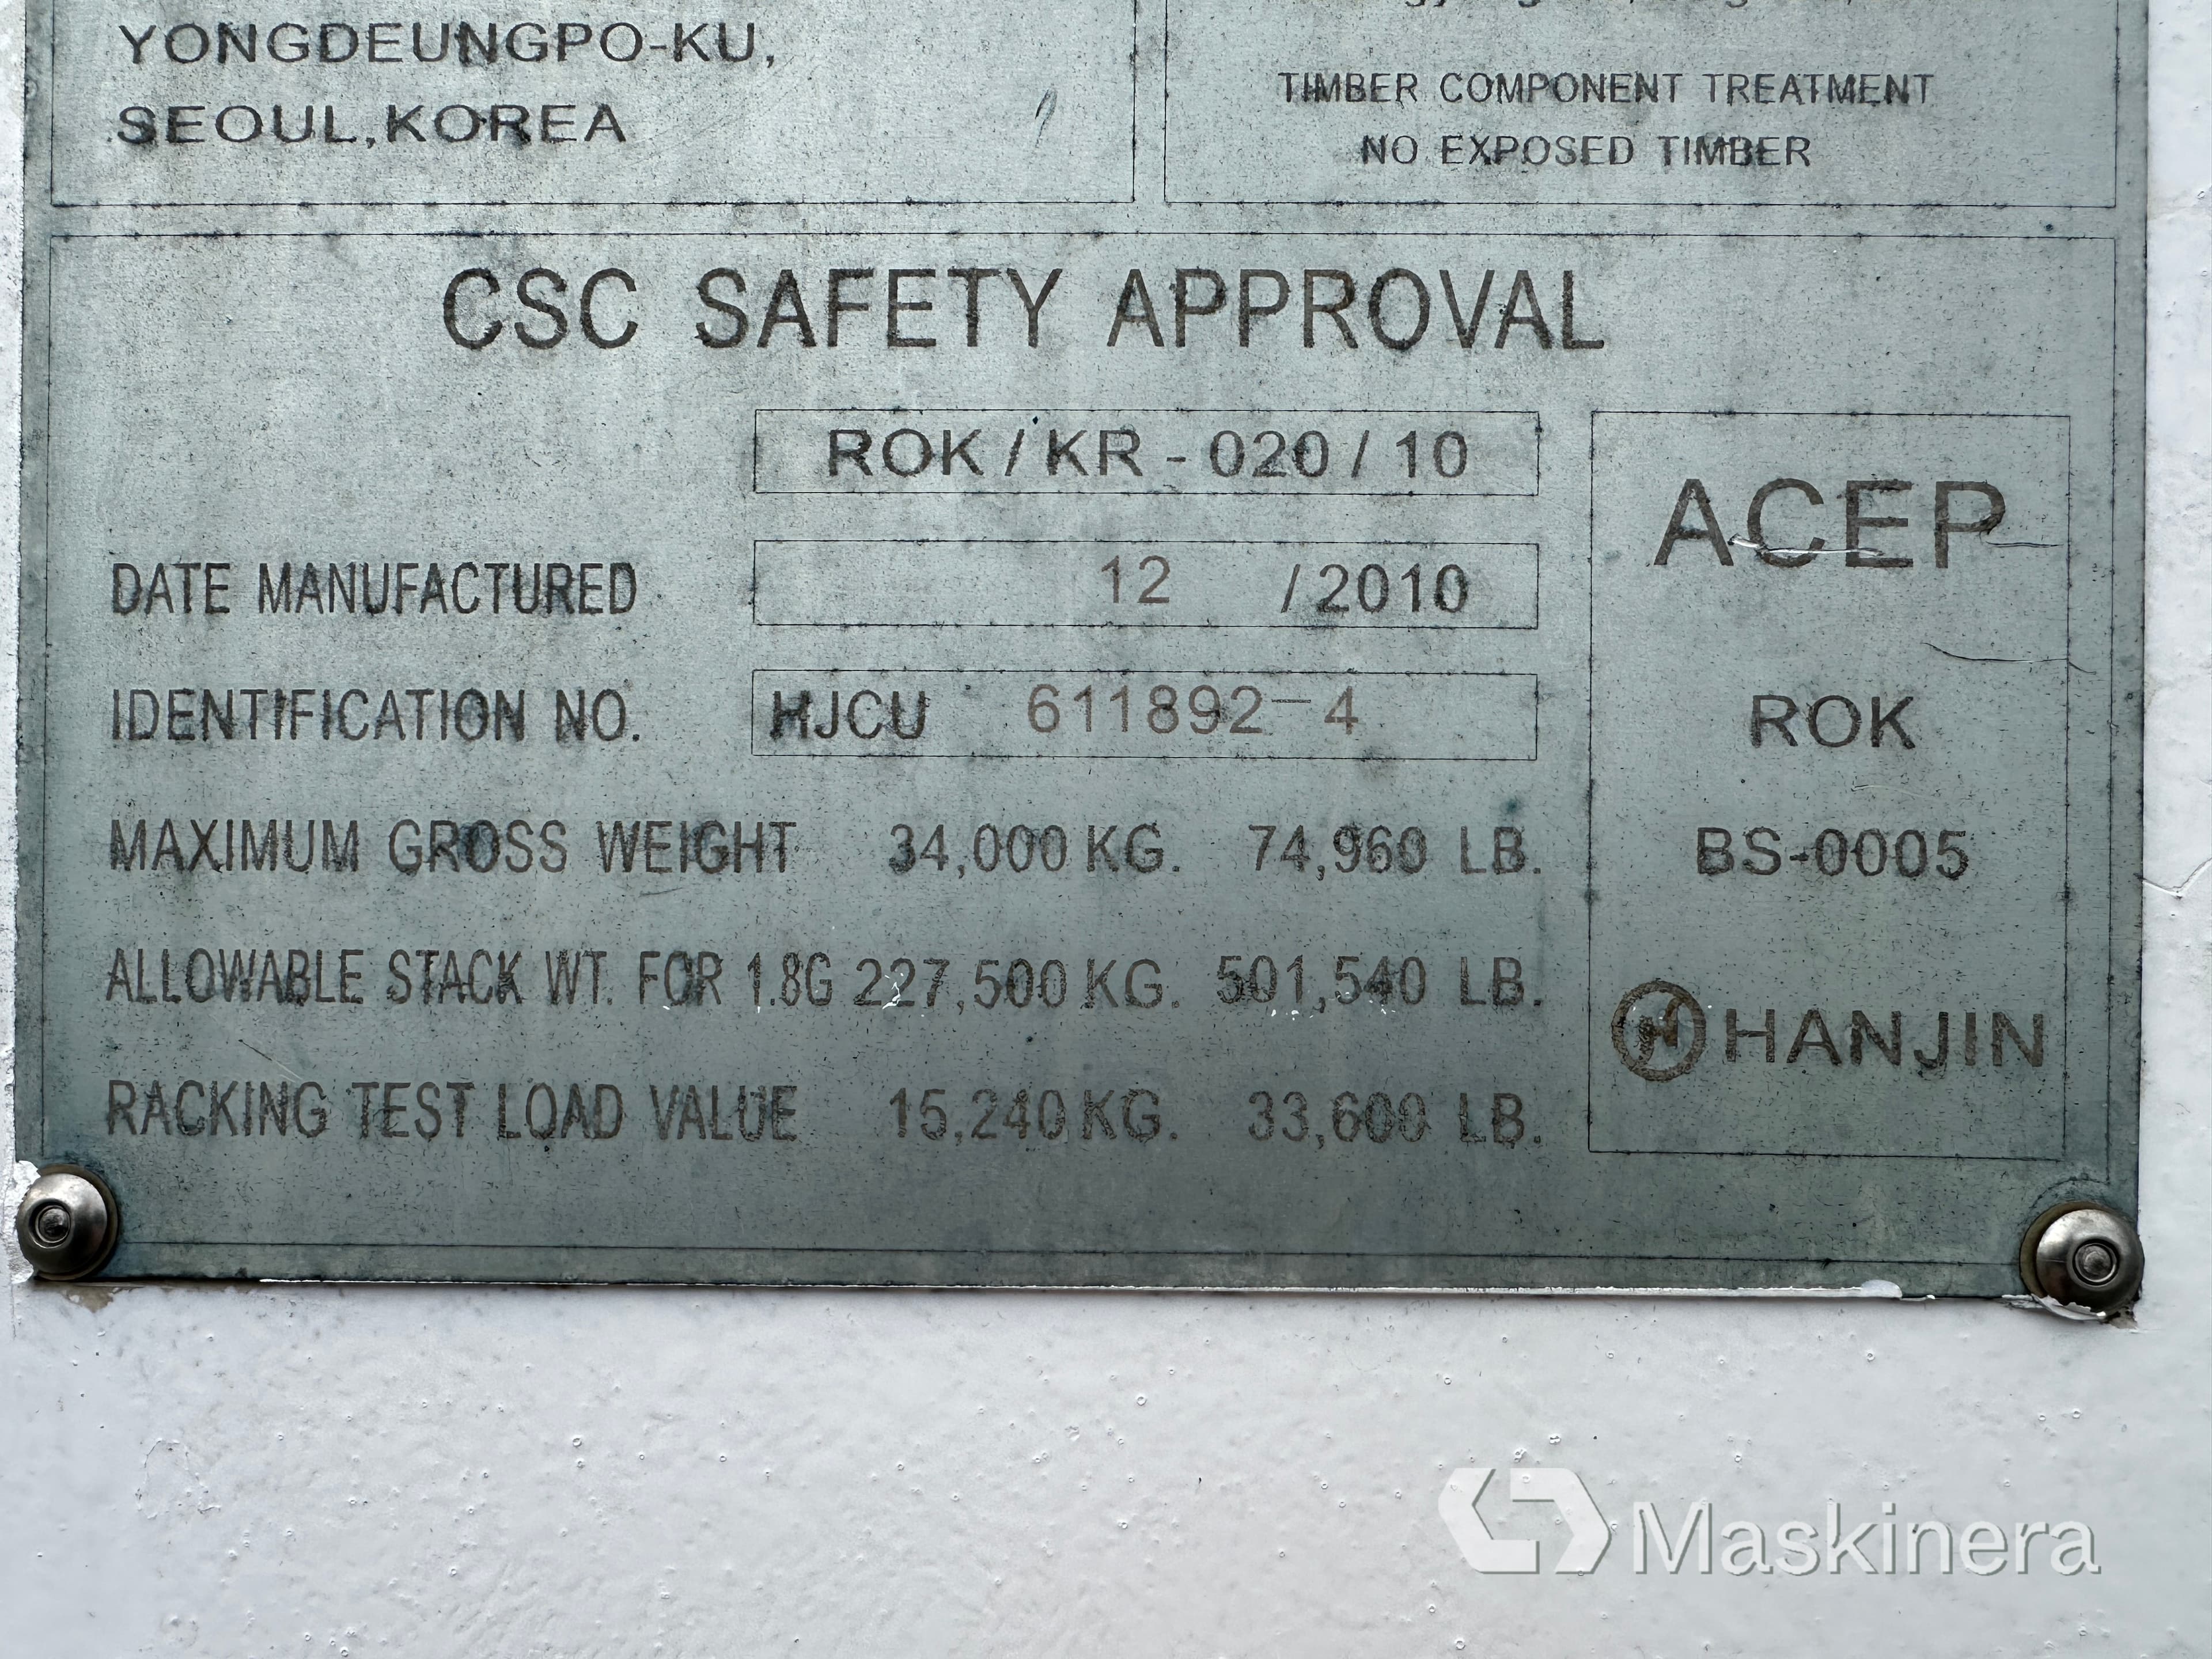 YONGDEUNGPO-KU,
SEOUL,KOREA
TIMBER COMPONENT TREATMENT
NO EXPOSED TIMBER
CSC SAFETY APPROVAL
ROK / KR - 020 / 10
DATE MANUFACTURED 12 / 2010
IDENTIFICATION NO. HJCU 611892-4
MAXIMUM GROSS WEIGHT 34,000 KG. 74,960 LB.
ALLOWABLE STACK WT. FOR 1.8G 227,500 KG. 501,540 LB.
RACKING TEST LOAD VALUE 15,240 KG. 33,600 LB.
ACEP
ROK
BS-0005
HANJIN
Maskinera